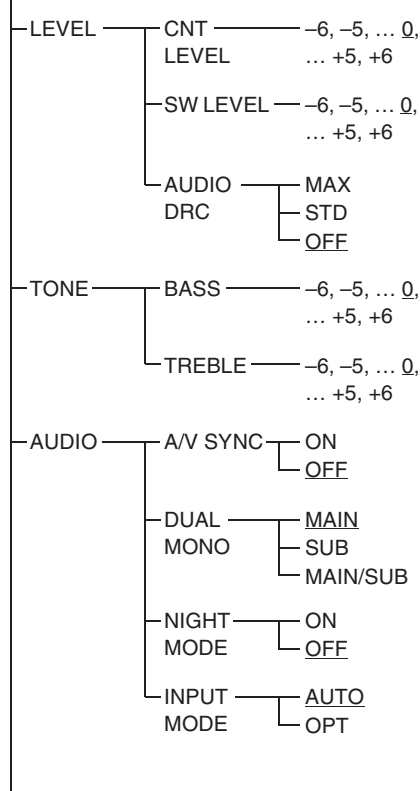 LEVEL CNT –6, –5, … 0,
LEVEL … +5, +6
SW LEVEL –6, –5, … 0,
… +5, +6
AUDIO MAX
DRC STD
OFF
TONE BASS –6, –5, … 0,
… +5, +6
TREBLE –6, –5, … 0,
… +5, +6
AUDIO A/V SYNC ON
OFF
DUAL MAIN
MONO SUB
MAIN/SUB
NIGHT ON
MODE OFF
INPUT AUTO
MODE OPT